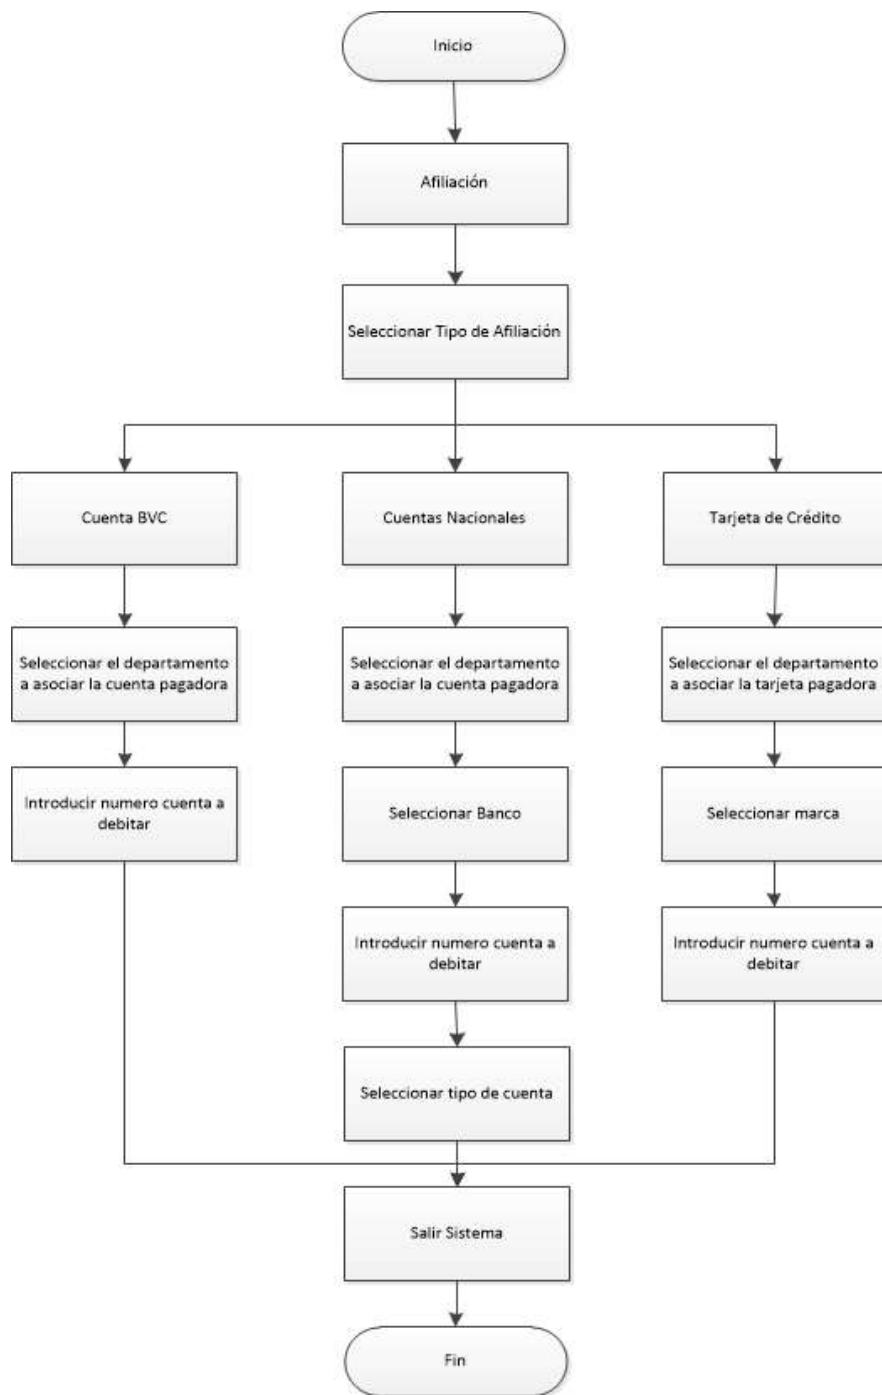 Inicio
Afiliación
Seleccionar Tipo de Afiliación
Cuenta BVC
Cuentas Nacionales
Tarjeta de Crédito
Seleccionar el departamento
a asociar la cuenta pagadora
Seleccionar el departamento
a asociar la cuenta pagadora
Seleccionar el departamento
a asociar la tarjeta pagadora
Introducir numero cuenta a
debitar
Seleccionar Banco
Seleccionar marca
Introducir numero cuenta a
debitar
Introducir numero cuenta a
debitar
Seleccionar tipo de cuenta
Salir Sistema
Fin